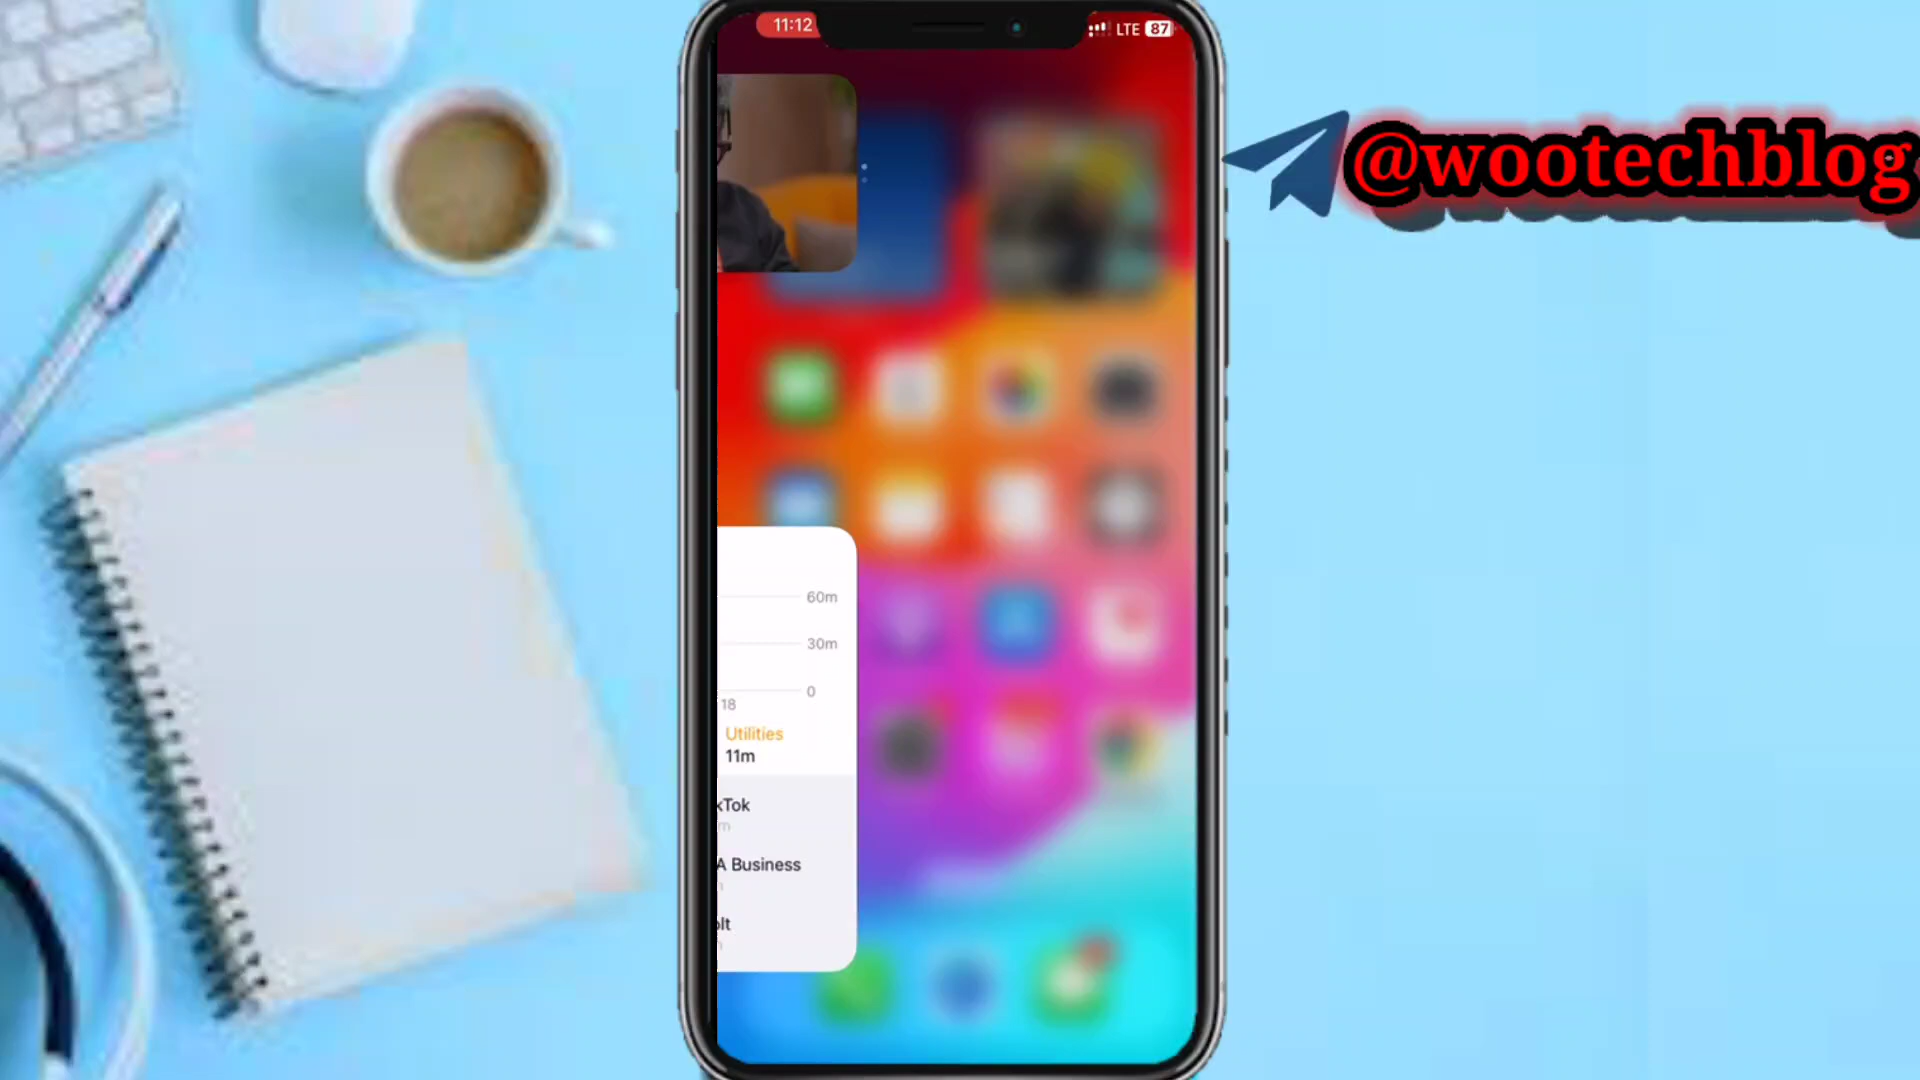 11:12
LTE 87
@wootechblog
60m
30m
0
18
Utilities
11m
kTok
m
A Business
olt